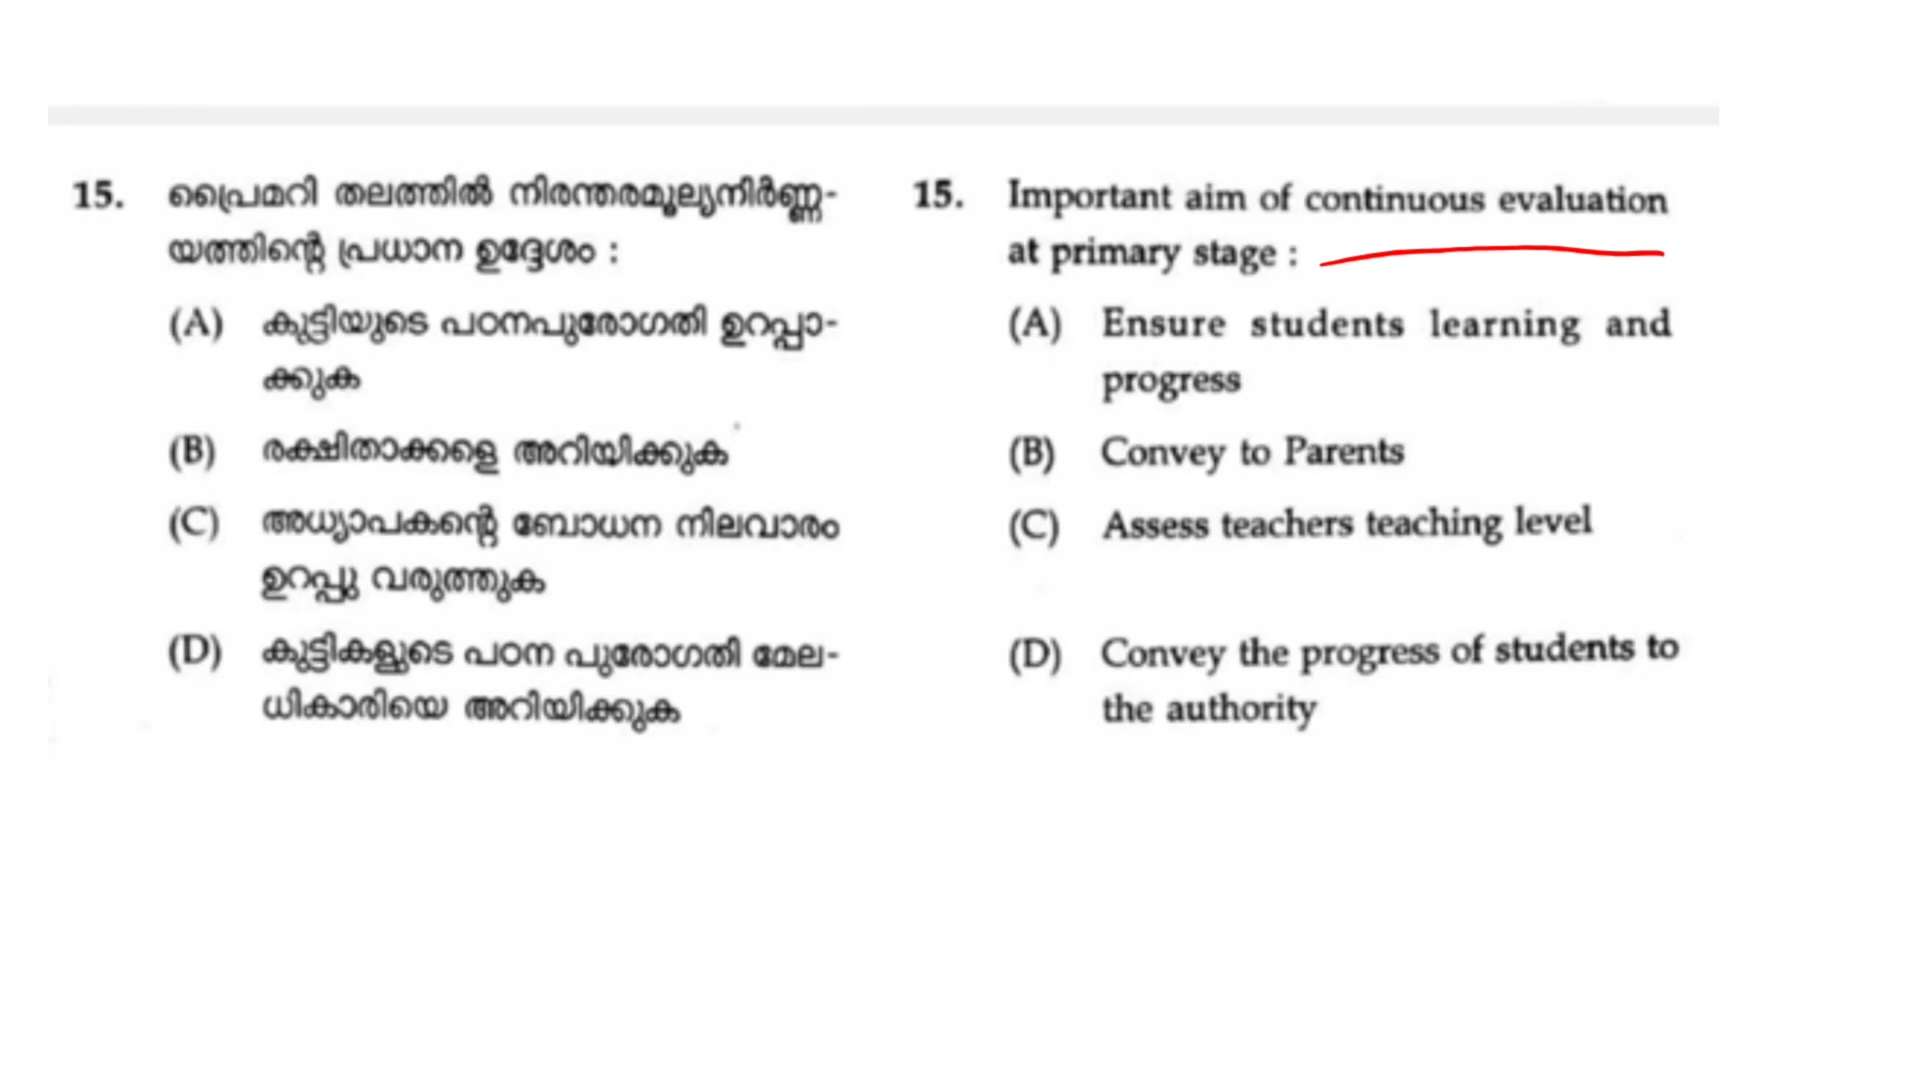 15. പ്രൈമറി തലത്തിൽ നിരന്തരമൂല്യനിർണ്ണ-
യത്തിന്റെ പ്രധാന ഉദ്ദേശം :
(A) കുട്ടിയുടെ പഠനപുരോഗതി ഉറപ്പാ-
ക്കുക
(B) രക്ഷിതാക്കളെ അറിയിക്കുക
(C) അധ്യാപകന്റെ ബോധന നിലവാരം
ഉറപ്പു വരുത്തുക
(D) കുട്ടികളുടെ പഠന പുരോഗതി മേല-
ധികാരിയെ അറിയിക്കുക
15. Important aim of continuous evaluation
at primary stage :
(A) Ensure students learning and
progress
(B) Convey to Parents
(C) Assess teachers teaching level
(D) Convey the progress of students to
the authority